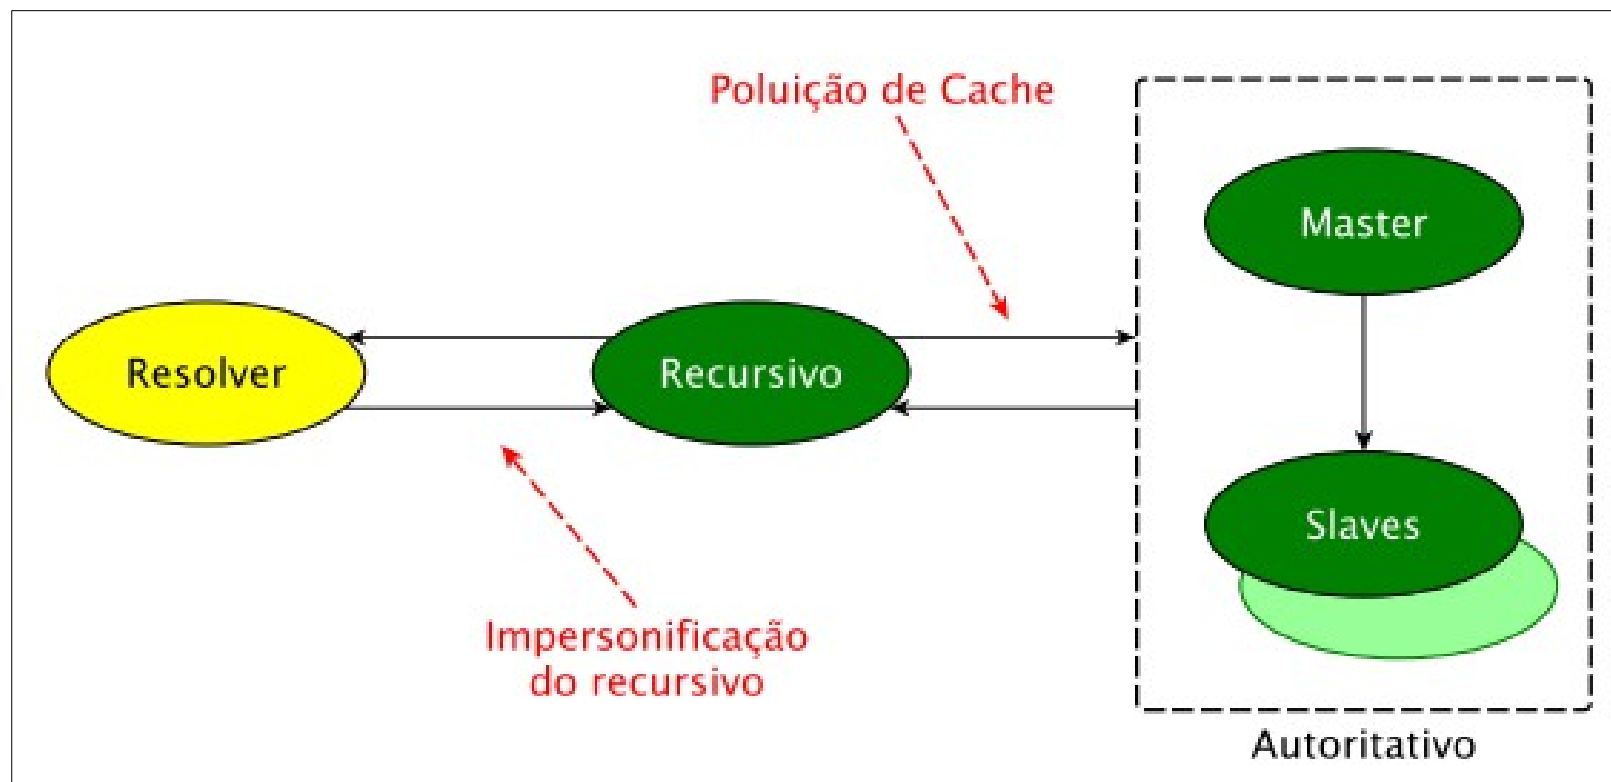 Poluição de Cache
Master
Resolver
Recursivo
Slaves
Impersonificação
do recursivo
Autoritativo